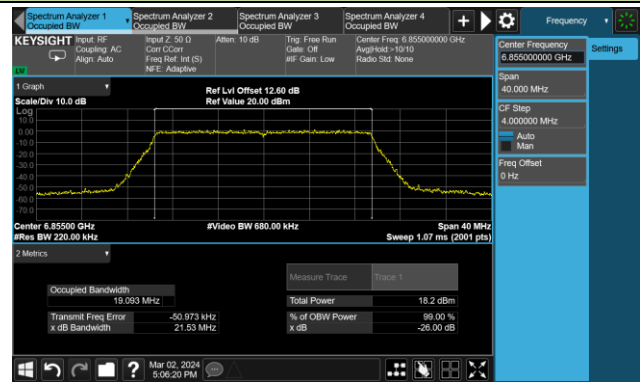 Spectrum Analyzer 1
Occupied BW
Spectrum Analyzer 2
Occupied BW
Spectrum Analyzer 3
Occupied BW
Spectrum Analyzer 4
Occupied BW
Frequency
KEYSIGHT
Input: RF
Coupling: AC
Align: Auto
Input Z: 50 Ω
Corr CCorr
Freq Ref: Int (S)
NFE: Adaptive
Atten: 10 dB
Trig: Free Run
Gate: Off
#IF Gain: Low
Center Freq: 6.855000000 GHz
Avg|Hold:>10/10
Radio Std: None
Center Frequency
6.855000000 GHz
Settings
Span
40.000 MHz
CF Step
4.000000 MHz
Auto
Man
Freq Offset
0 Hz
1 Graph
Scale/Div 10.0 dB
Ref Lvl Offset 12.60 dB
Ref Value 20.00 dBm
Log
10.0
0.00
-10.0
-20.0
-30.0
-40.0
-50.0
-60.0
-70.0
Center 6.85500 GHz
#Res BW 220.00 kHz
#Video BW 680.00 kHz
Span 40 MHz
Sweep 1.07 ms (2001 pts)
2 Metrics
Measure Trace
Trace 1
Occupied Bandwidth
19.093 MHz
Total Power
18.2 dBm
Transmit Freq Error
-50.973 kHz
% of OBW Power
99.00 %
x dB Bandwidth
21.53 MHz
x dB
-26.00 dB
Mar 02, 2024
5:06:20 PM